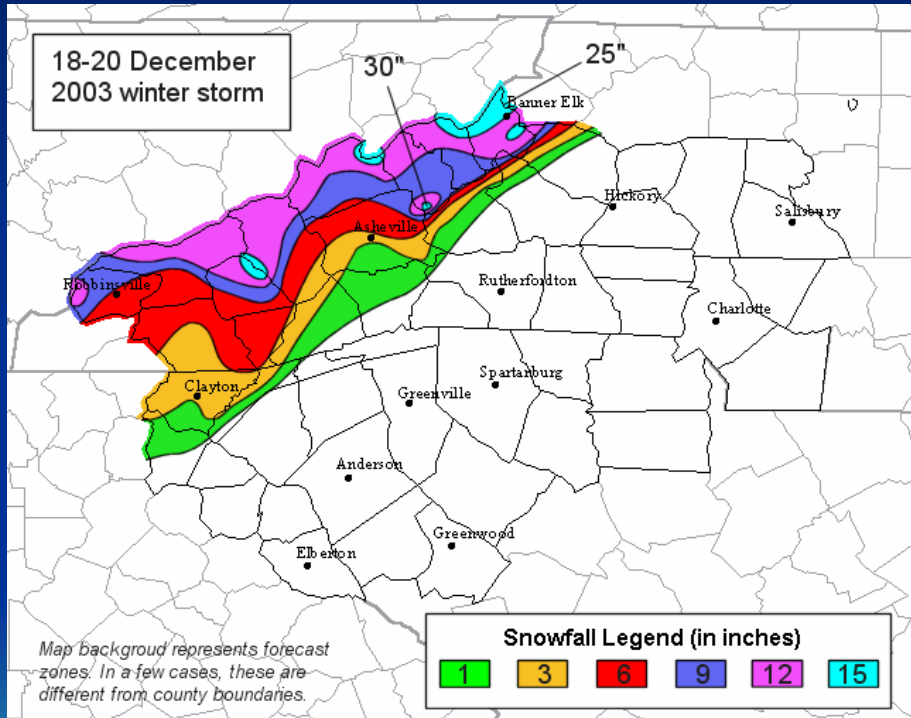 18-20 December
2003 winter storm
30"
25"
Banner Elk
Hickory
Salisbury
Asheville
Robbinsville
Rutherfordton
Charlotte
Clayton
Spartanburg
Greenville
Anderson
Greenwood
Elberton
Map backgroud represents forecast
zones. In a few cases, these are
different from county boundaries.
Snowfall Legend (in inches)
1 3 6 9 12 15